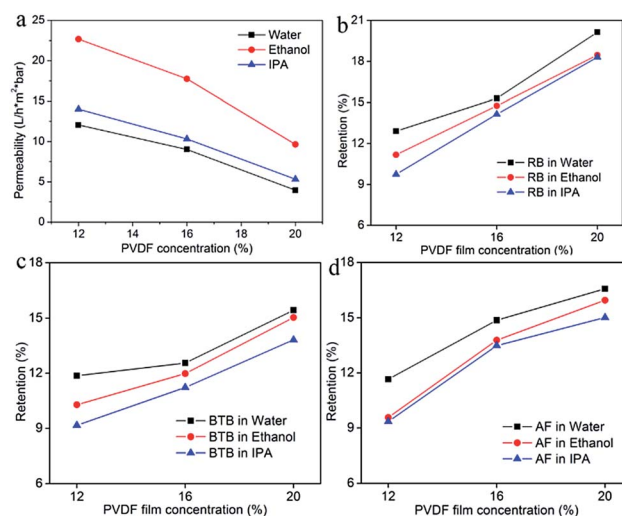 a
Permeability (L/h*m²*bar)
25
20
15
10
5
0
12
16
20
PVDF concentration (%)
Water
Ethanol
IPA
b
Retention (%)
21
18
15
12
9
6
12
16
20
PVDF film concentration (%)
RB in Water
RB in Ethanol
RB in IPA
c
Retention (%)
18
15
12
9
6
12
16
20
PVDF film concentration (%)
BTB in Water
BTB in Ethanol
BTB in IPA
d
Retention (%)
18
15
12
9
6
12
16
20
PVDF film concentration (%)
AF in Water
AF in Ethanol
AF in IPA